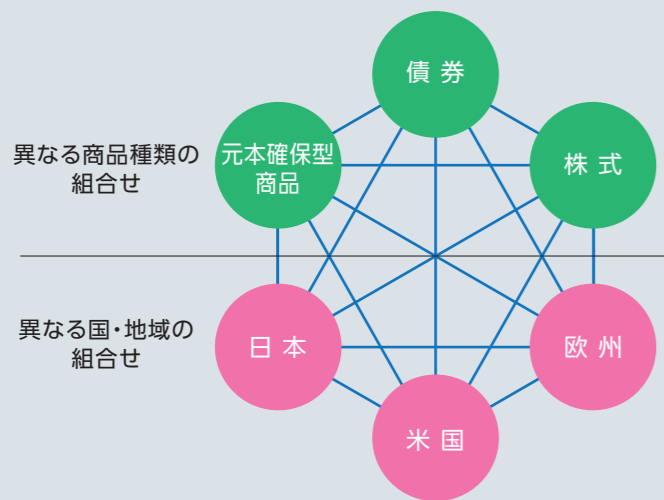 債券
元本確保型
商品
株式
異なる商品種類の
組合せ
異なる国・地域の
組合せ
日本
欧州
米国